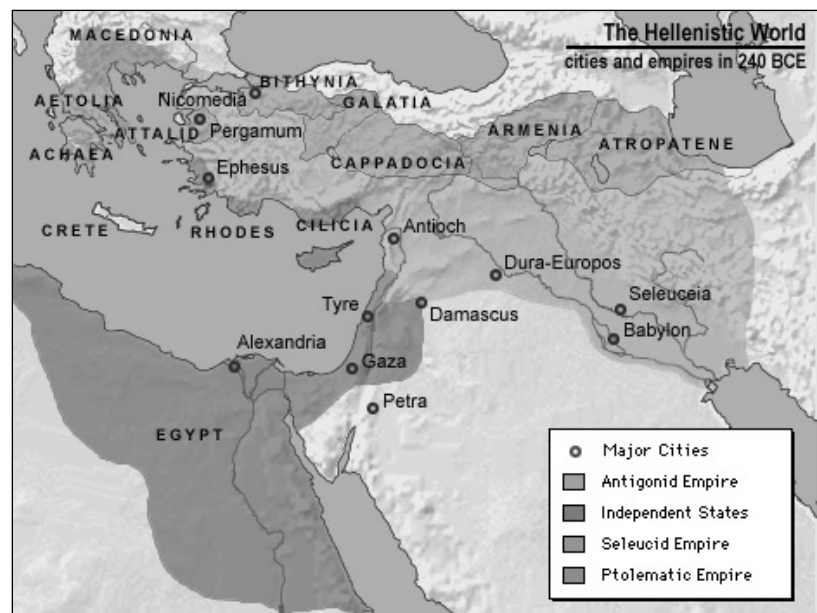 The Hellenistic World
cities and empires in 240 BCE
MACEDONIA
BITHYNIA
Nicomedia
GALATIA
AETOLIA
ATTALID
Pergamum
ARMENIA
ATROPATENE
ACHAEA
CAPPADOCIA
Ephesus
CRETE
RHODES
CILICIA
Antioch
Dura-Europos
Seleuceia
Tyre
Damascus
Babylon
Alexandria
Gaza
Petra
EGYPT
Major Cities
Antigonid Empire
Independent States
Seleucid Empire
Ptolematic Empire